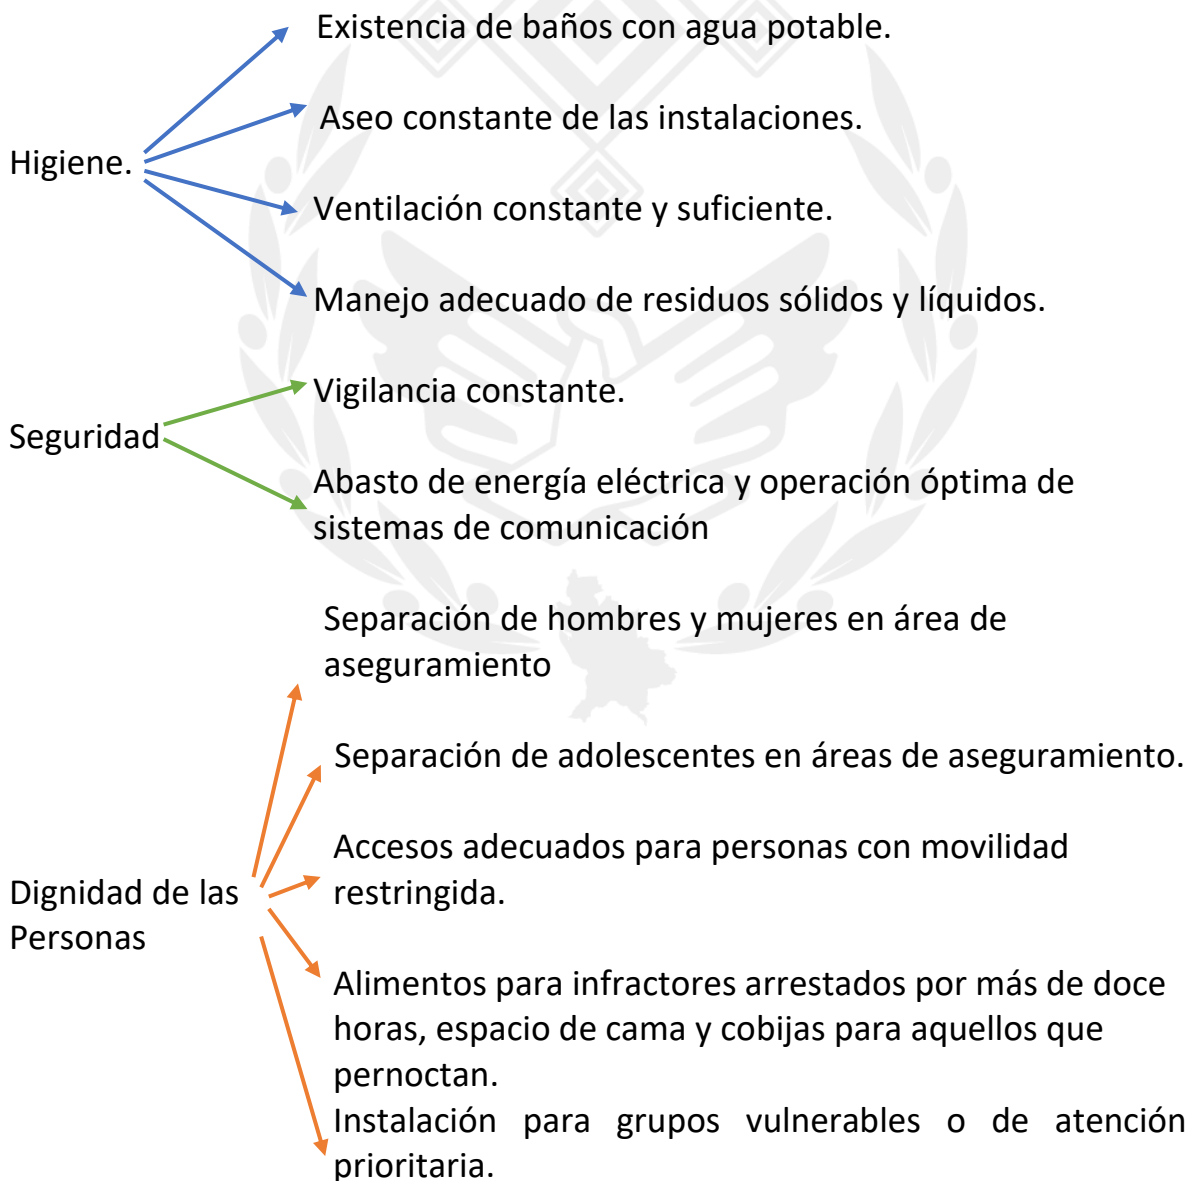 Existencia de baños con agua potable.
Aseo constante de las instalaciones.
Higiene.
Ventilación constante y suficiente.
Manejo adecuado de residuos sólidos y líquidos.
Vigilancia constante.
Seguridad
Abasto de energía eléctrica y operación óptima de
sistemas de comunicación
Separación de hombres y mujeres en área de
aseguramiento
Separación de adolescentes en áreas de aseguramiento.
Accesos adecuados para personas con movilidad
restringida.
Dignidad de las
Personas
Alimentos para infractores arrestados por más de doce
horas, espacio de cama y cobijas para aquellos que
pernoctan.
Instalación para grupos vulnerables o de atención
prioritaria.